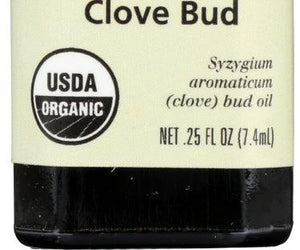 Clove Bud
USDA
ORGANIC
Syzygium
aromaticum
(clove) bud oil
NET .25 FL OZ (7.4mL)